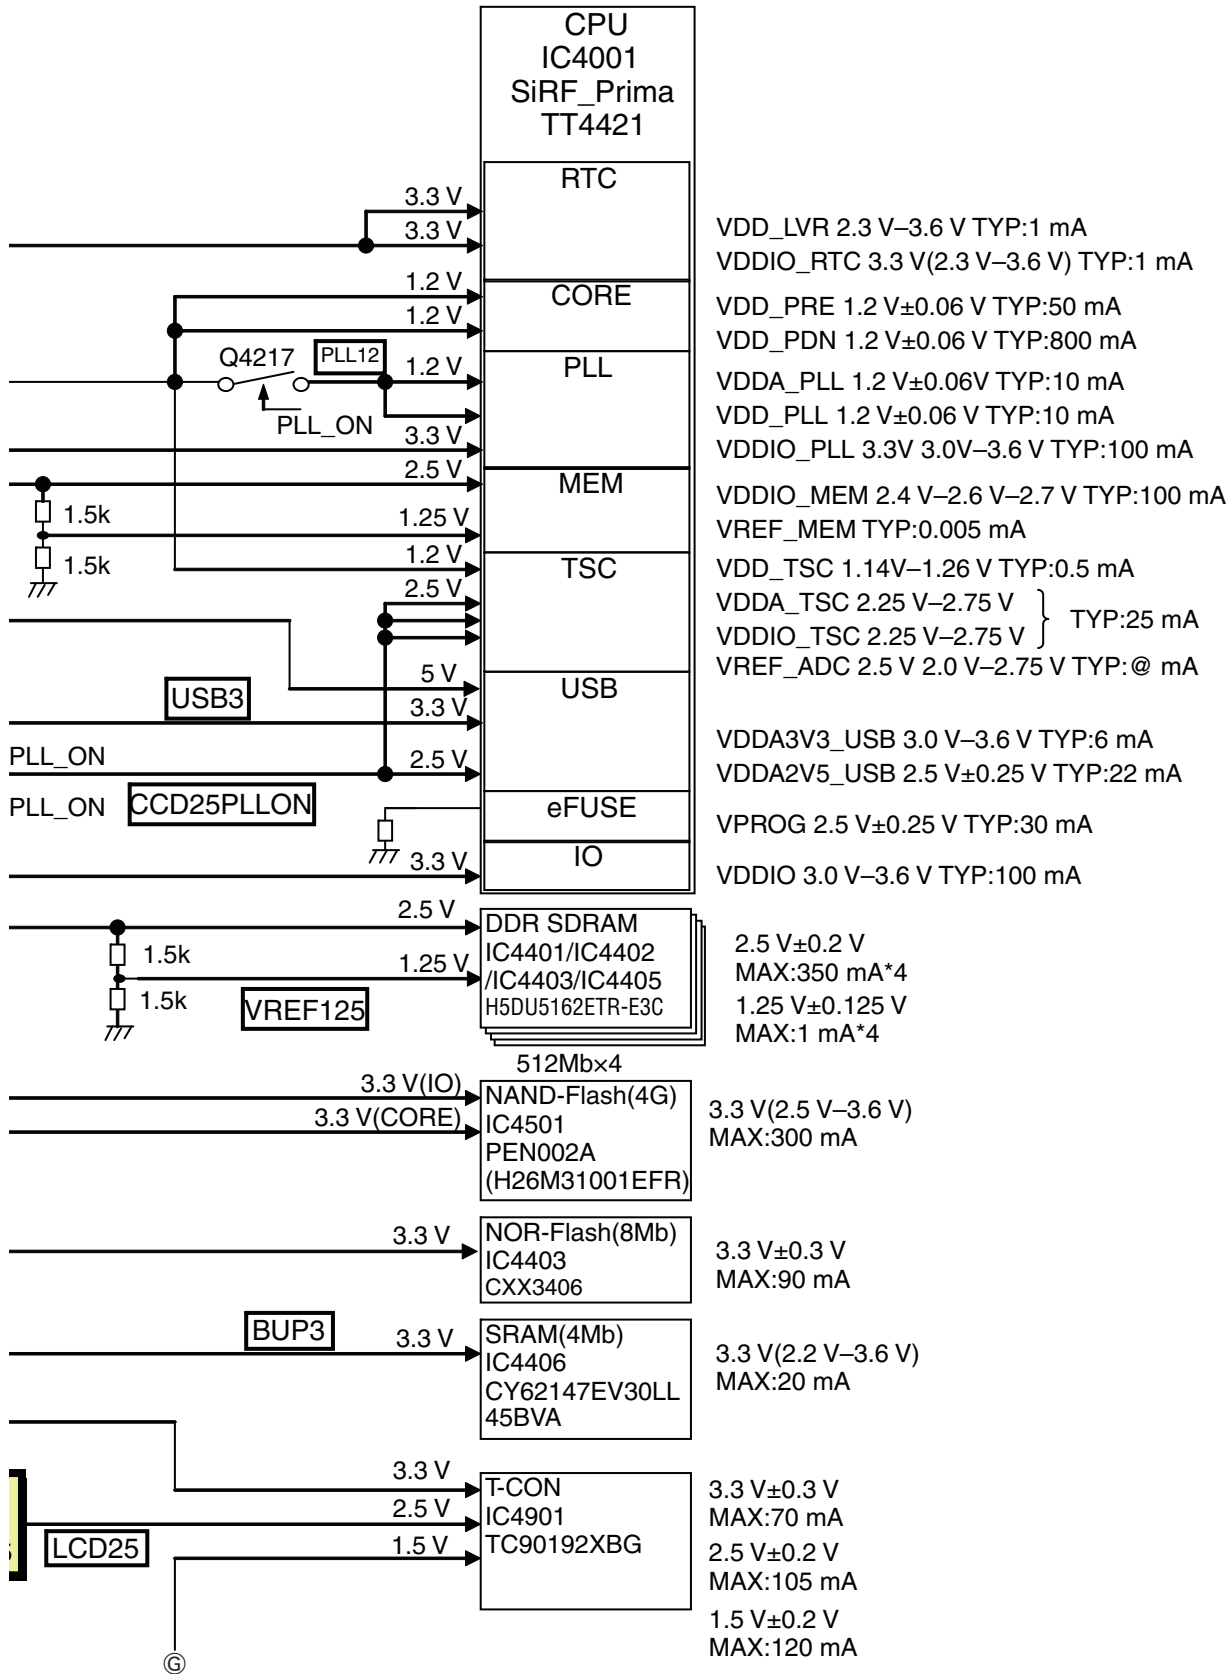 CPU
IC4001
SiRF_Prima
TT4421
RTC
3.3 V
3.3 V
VDD_LVR 2.3 V–3.6 V TYP:1 mA
VDDIO_RTC 3.3 V(2.3 V–3.6 V) TYP:1 mA
CORE
1.2 V
1.2 V
VDD_PRE 1.2 V±0.06 V TYP:50 mA
VDD_PDN 1.2 V±0.06 V TYP:800 mA
Q4217
PLL12
1.2 V
PLL
PLL_ON
3.3 V
VDDA_PLL 1.2 V±0.06V TYP:10 mA
VDD_PLL 1.2 V±0.06 V TYP:10 mA
VDDIO_PLL 3.3V 3.0V–3.6 V TYP:100 mA
2.5 V
MEM
1.5k
1.25 V
1.5k
VDDIO_MEM 2.4 V–2.6 V–2.7 V TYP:100 mA
VREF_MEM TYP:0.005 mA
1.2 V
TSC
2.5 V
VDD_TSC 1.14V–1.26 V TYP:0.5 mA
VDDA_TSC 2.25 V–2.75 V
VDDIO_TSC 2.25 V–2.75 V
TYP:25 mA
VREF_ADC 2.5 V 2.0 V–2.75 V TYP:@ mA
5 V
USB
USB3
3.3 V
PLL_ON
2.5 V
VDDA3V3_USB 3.0 V–3.6 V TYP:6 mA
VDDA2V5_USB 2.5 V±0.25 V TYP:22 mA
PLL_ON
CCD25PLLON
eFUSE
VPROG 2.5 V±0.25 V TYP:30 mA
3.3 V
IO
VDDIO 3.0 V–3.6 V TYP:100 mA
2.5 V
1.5k
1.25 V
1.5k
VREF125
DDR SDRAM
IC4401/IC4402
/IC4403/IC4405
H5DU5162ETR-E3C
512Mb×4
2.5 V±0.2 V
MAX:350 mA*4
1.25 V±0.125 V
MAX:1 mA*4
3.3 V(IO)
3.3 V(CORE)
NAND-Flash(4G)
IC4501
PEN002A
(H26M31001EFR)
3.3 V(2.5 V–3.6 V)
MAX:300 mA
3.3 V
NOR-Flash(8Mb)
IC4403
CXX3406
3.3 V±0.3 V
MAX:90 mA
BUP3
3.3 V
SRAM(4Mb)
IC4406
CY62147EV30LL
45BVA
3.3 V(2.2 V–3.6 V)
MAX:20 mA
3.3 V
2.5 V
1.5 V
LCD25
T-CON
IC4901
TC90192XBG
3.3 V±0.3 V
MAX:70 mA
2.5 V±0.2 V
MAX:105 mA
1.5 V±0.2 V
MAX:120 mA
Ⓖ